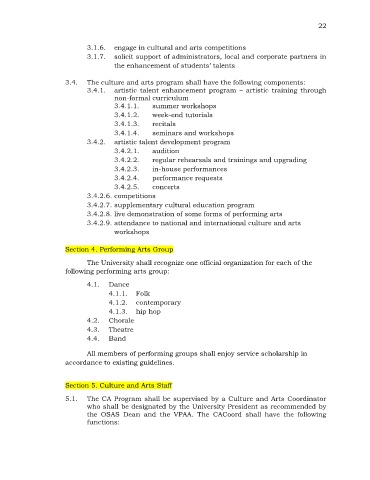 22
3.1.6. engage in cultural and arts competitions
3.1.7. solicit support of administrators, local and corporate partners in
the enhancement of students' talents
3.4. The culture and arts program shall have the following components:
3.4.1. artistic talent enhancement program – artistic training through
non-formal curriculum
3.4.1.1. summer workshops
3.4.1.2. week-end tutorials
3.4.1.3. recitals
3.4.1.4. seminars and workshops
3.4.2. artistic talent development program
3.4.2.1. audition
3.4.2.2. regular rehearsals and trainings and upgrading
3.4.2.3. in-house performances
3.4.2.4. performance requests
3.4.2.5. concerts
3.4.2.6. competitions
3.4.2.7. supplementary cultural education program
3.4.2.8. live demonstration of some forms of performing arts
3.4.2.9. attendance to national and international culture and arts
workshops
Section 4. Performing Arts Group
The University shall recognize one official organization for each of the
following performing arts group:
4.1. Dance
4.1.1. Folk
4.1.2. contemporary
4.1.3. hip hop
4.2. Chorale
4.3. Theatre
4.4. Band
All members of performing groups shall enjoy service scholarship in
accordance to existing guidelines.
Section 5. Culture and Arts Staff
5.1. The CA Program shall be supervised by a Culture and Arts Coordinator
who shall be designated by the University President as recommended by
the OSAS Dean and the VPAA. The CACoord shall have the following
functions: